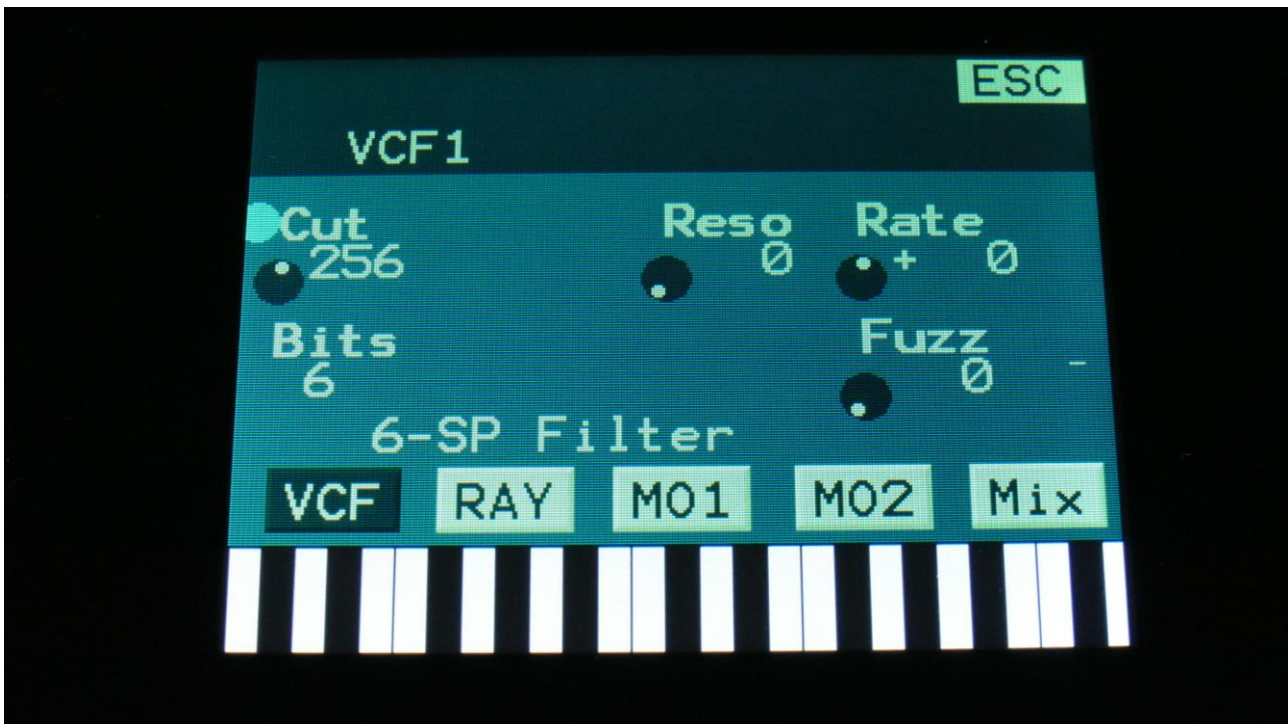 ESC
VCF1
Cut Reso Rate
256 0 + 0
Bits Fuzz
6 0 -
6-SP Filter
VCF RAY MO1 MO2 Mix